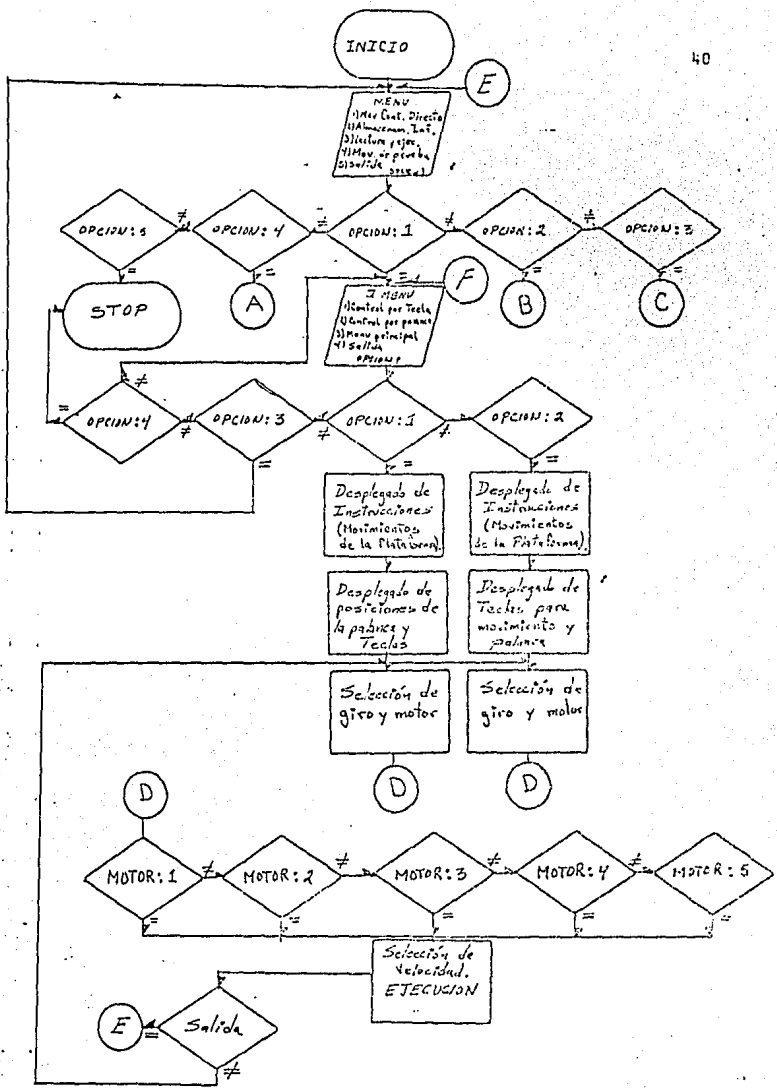 40
INICIO
E
MENU
1) Mov Cont. Directo
2) Almacenam. Inf.
3) Lectura y ejec.
4) Mov. de prueba
5) Salida
OPCION: 5
≠
OPCION: 4
≠
OPCION: 1
≠
OPCION: 2
≠
OPCION: 3
=
=
=
=
=
STOP
A
F
B
C
I MENU
1) Control por Tecla
2) Control por palanca
3) Menu principal
4) Salida
OPCION?
≠
=
OPCION: 4
≠
OPCION: 3
≠
OPCION: 1
≠
OPCION: 2
=
=
=
Desplegado de
Instrucciones
(Movimientos
de la Plataforma).
Desplegado de
Instrucciones
(Movimientos
de la Plataforma).
Desplegado de
posiciones de
la palanca y
Teclas
Desplegado de
Teclas para
movimiento y
palanca
Selección de
giro y motor
Selección de
giro y motor
D
D
D
MOTOR: 1
≠
MOTOR: 2
≠
MOTOR: 3
≠
MOTOR: 4
≠
MOTOR: 5
=
=
=
=
=
Selección de
Velocidad.
EJECUCION
E
=
Salida
≠